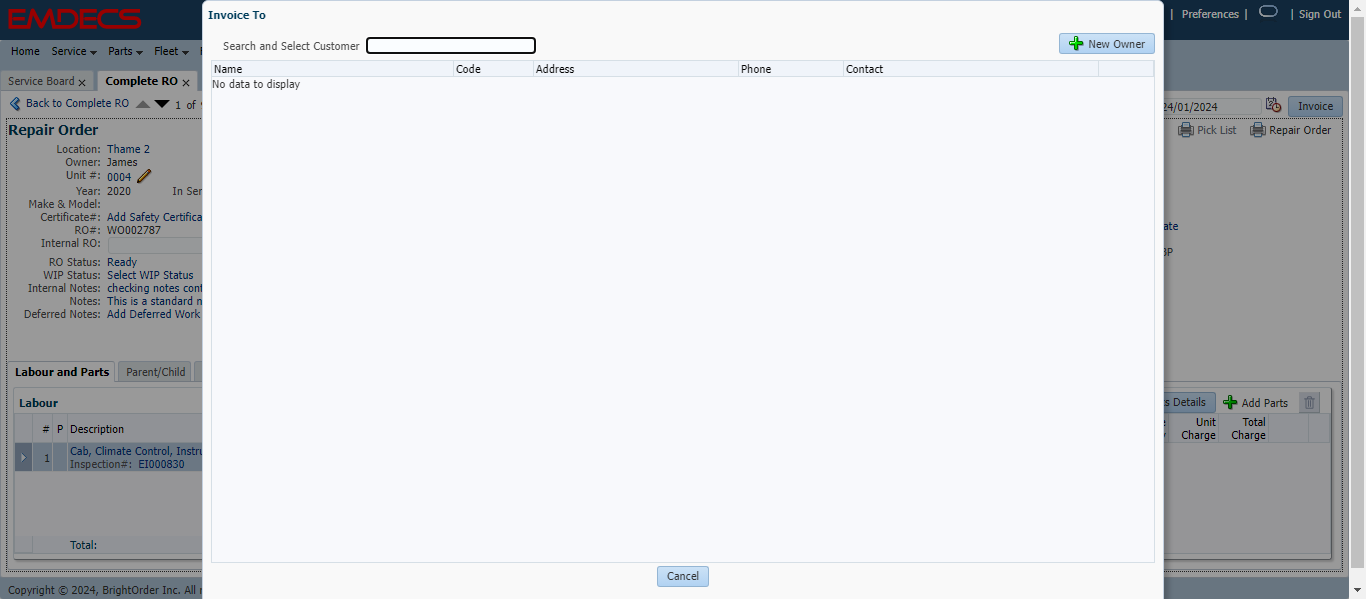 EMDECS
| Preferences | | Sign Out
Home Service Parts Fleet
Service Board x Complete RO x
Back to Complete RO 1 of
24/01/2024 Invoice
Pick List Repair Order
Repair Order
Location: Thame 2
Owner: James
Unit #: 0004
Year: 2020 In Ser
Make & Model:
Certificate#: Add Safety Certifica
RO#: WO002787
Internal RO:
RO Status: Ready
WIP Status: Select WIP Status
Internal Notes: checking notes cont
Notes: This is a standard n
Deferred Notes: Add Deferred Work
Labour and Parts Parent/Child
Labour
# P Description
1 Cab, Climate Control, Instru
Inspection#: EI000830
Total:
Invoice To
Search and Select Customer
New Owner
Name Code Address Phone Contact
No data to display
Cancel
ate
BP
s Details Add Parts
Unit Total
Charge Charge
Copyright © 2024, BrightOrder Inc. All